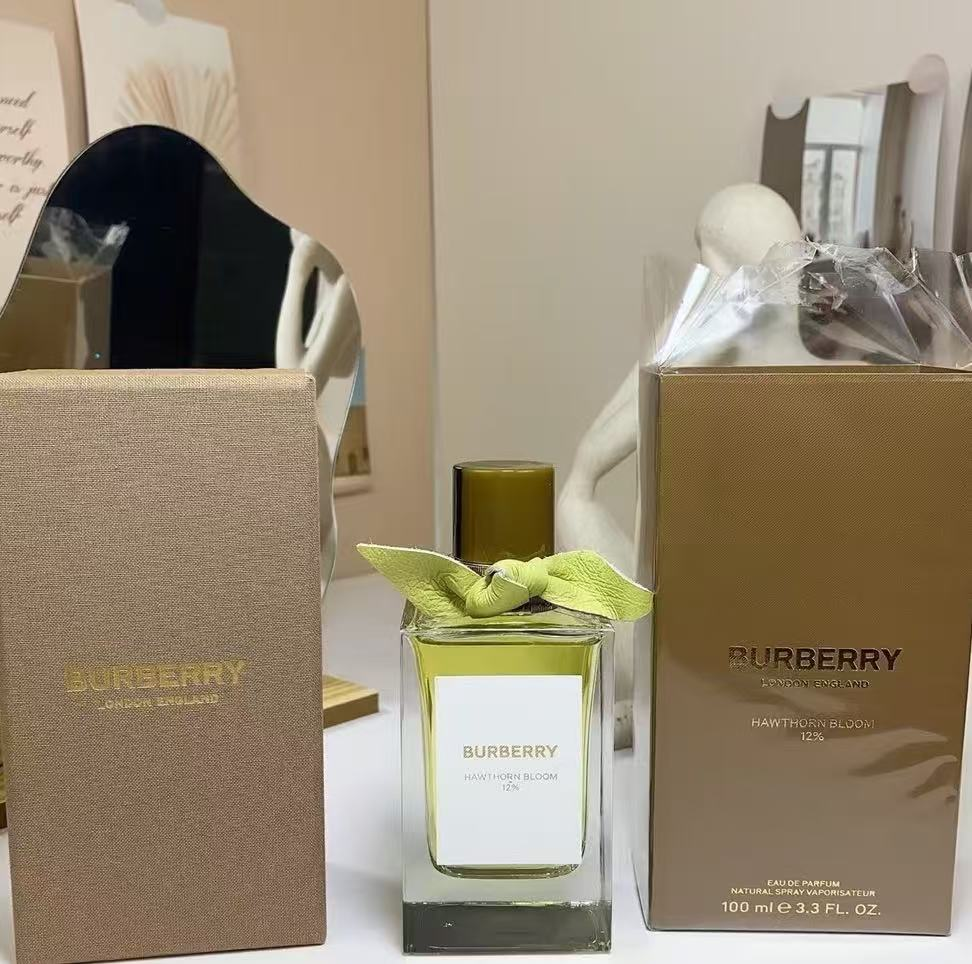 need
BURBERRY
LONDON ENGLAND
BURBERRY
HAWTHORN BLOOM
12%
BURBERRY
LONDON ENGLAND
HAWTHORN BLOOM
12%
EAU DE PARFUM
NATURAL SPRAY VAPORISATEUR
100 ml ℮ 3.3 FL. OZ.